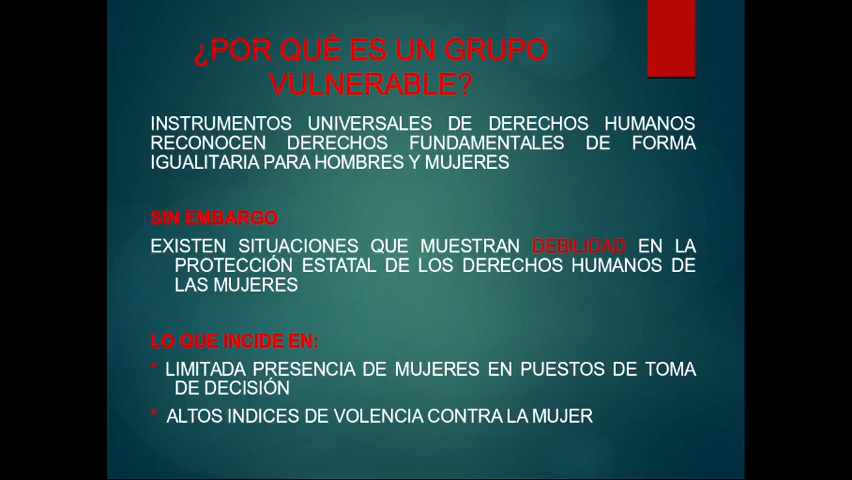 ¿POR QUÉ ES UN GRUPO
VULNERABLE?
INSTRUMENTOS UNIVERSALES DE DERECHOS HUMANOS
RECONOCEN DERECHOS FUNDAMENTALES DE FORMA
IGUALITARIA PARA HOMBRES Y MUJERES
SIN EMBARGO
EXISTEN SITUACIONES QUE MUESTRAN DEBILIDAD EN LA
PROTECCIÓN ESTATAL DE LOS DERECHOS HUMANOS DE
LAS MUJERES
LO QUE INCIDE EN:
* LIMITADA PRESENCIA DE MUJERES EN PUESTOS DE TOMA
DE DECISIÓN
* ALTOS INDICES DE VOLENCIA CONTRA LA MUJER